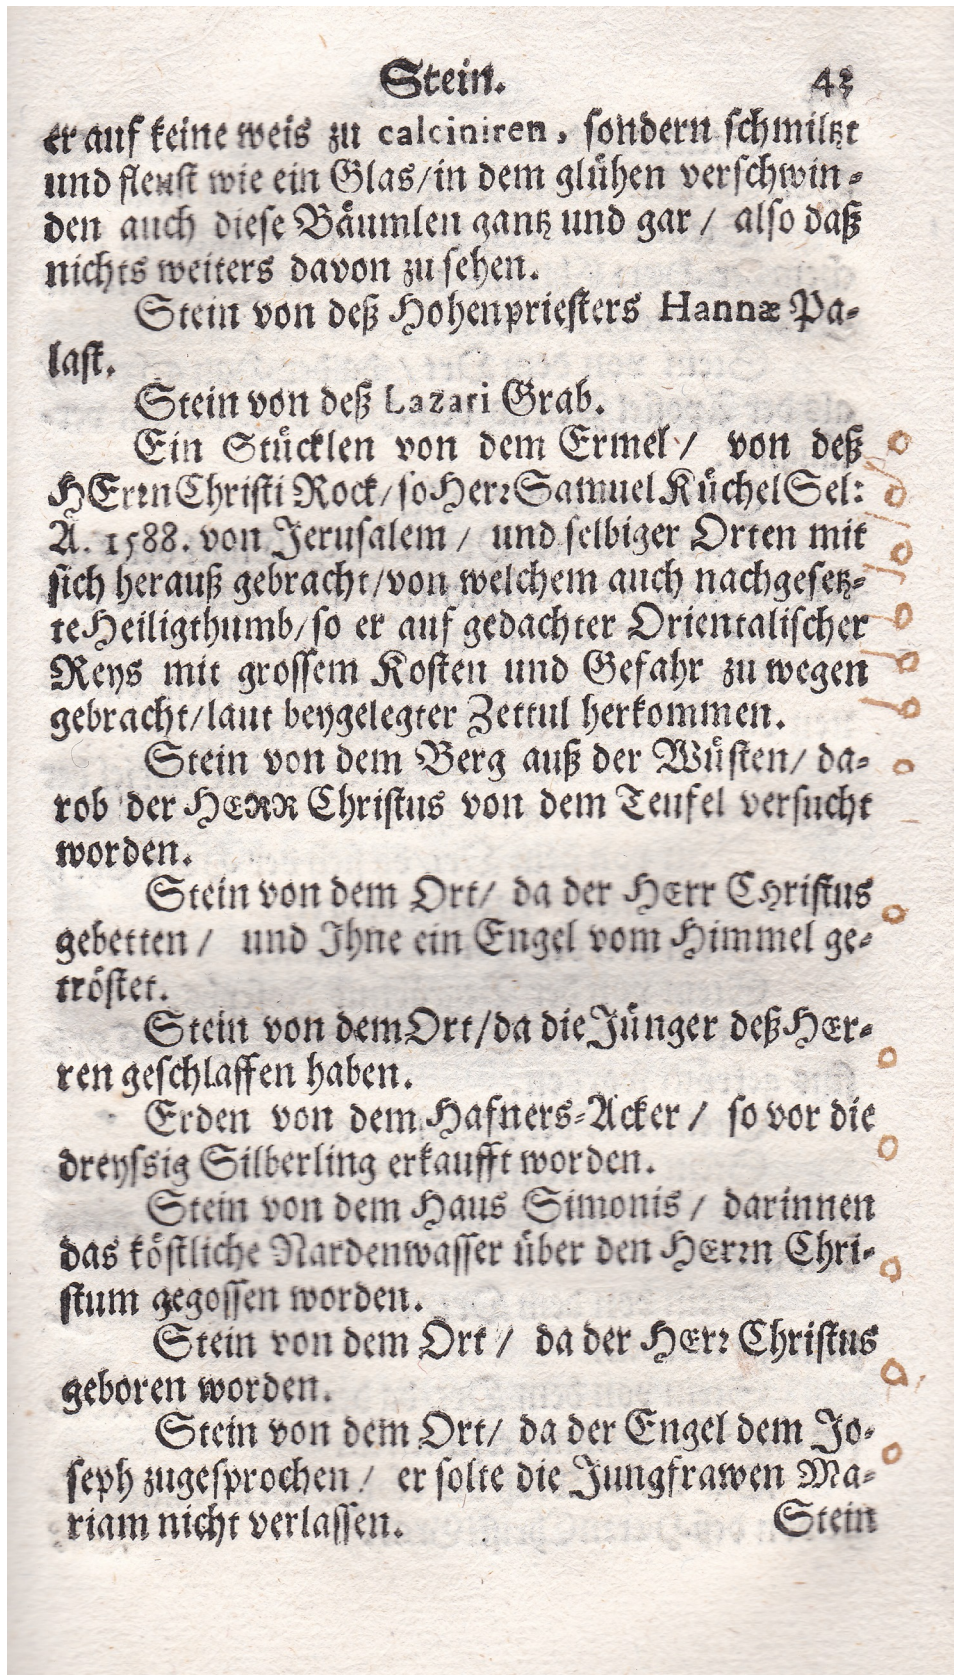 Stein. 43
er auf keine weis zu calciniren, ſondern ſchmiltzt
und fleuſt wie ein Glas/in dem glühen verſchwin-
den auch dieſe Bäumlen gantz und gar / alſo daß
nichts weiters davon zu ſehen.
Stein von deß Hohenprieſters Hannæ Pa-
laſt.
Stein von deß Lazari Grab.
Ein Stücklen von dem Ermel / von deß
HErrn Chriſti Rock/ ſo Herr Samuel Küchel Sel:
A. 1588. von Jeruſalem / und ſelbiger Orten mit
ſich herauß gebracht/von welchem auch nachgeſetz-
te Heiligthumb/ſo er auf gedachter Orientaliſcher
Reys mit groſſem Koſten und Gefahr zu wegen
gebracht/laut beygelegter Zettul herkommen.
Stein von dem Berg auß der Wüſten/ da-
rob der HERR Chriſtus von dem Teufel verſucht
worden.
Stein von dem Ort/ da der HErr CHriſtus
gebetten / und Ihne ein Engel vom Himmel ge-
tröſtet.
Stein von dem Ort/da die Jünger deß HEr-
ren geſchlaffen haben.
Erden von dem Hafners-Acker / ſo vor die
dreyſsig Silberling erkaufft worden.
Stein von dem Haus Simonis / darinnen
das köſtliche Nardenwaſſer über den HErrn Chri-
ſtum gegoſſen worden.
Stein von dem Ort / da der HErr Chriſtus
geboren worden.
Stein von dem Ort/ da der Engel dem Jo-
ſeph zugeſprochen / er ſolte die Jungfrawen Ma-
riam nicht verlaſſen. Stein